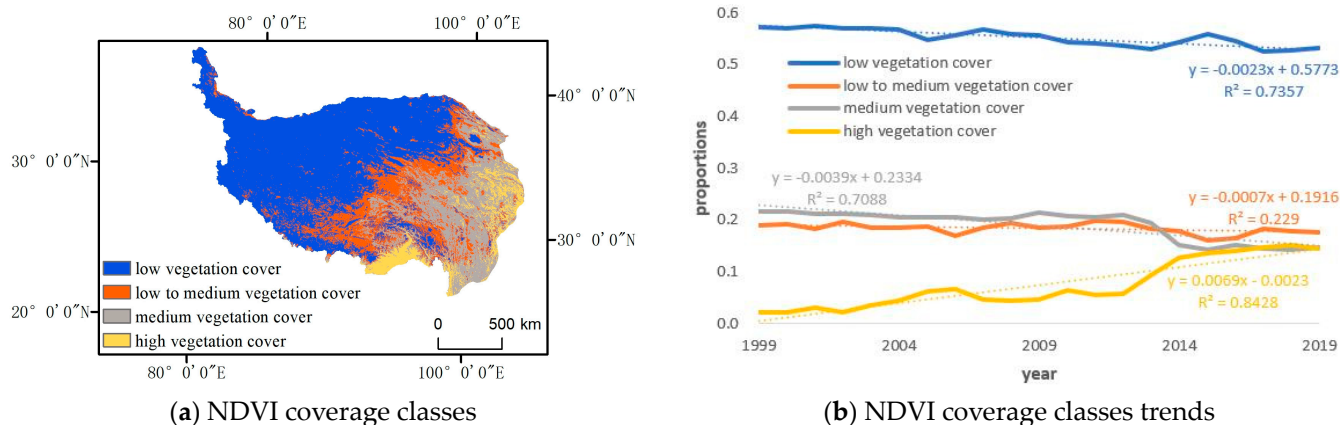 80° 0′0″E
100° 0′0″E
40° 0′0″N
30° 0′0″N
30° 0′0″N
20° 0′0″N
low vegetation cover
low to medium vegetation cover
medium vegetation cover
high vegetation cover
0
500 km
80° 0′0″E
100° 0′0″E
(a) NDVI coverage classes
0.6
0.5
0.4
0.3
0.2
0.1
0.0
proportions
low vegetation cover
low to medium vegetation cover
medium vegetation cover
high vegetation cover
y = -0.0023x + 0.5773
R² = 0.7357
y = -0.0039x + 0.2334
R² = 0.7088
y = -0.0007x + 0.1916
R² = 0.229
y = 0.0069x - 0.0023
R² = 0.8428
1999
2004
2009
2014
2019
year
(b) NDVI coverage classes trends